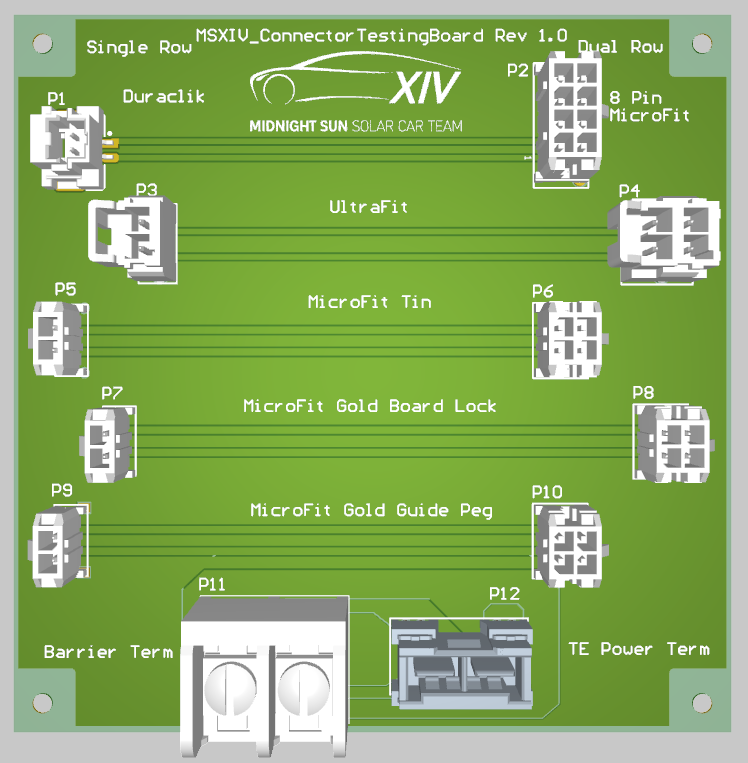 MSXIV_ConnectorTestingBoard Rev 1.0
Single Row
Dual Row
XIV
MIDNIGHT SUN SOLAR CAR TEAM
P1
Duraclik
P2
8 Pin
MicroFit
1
P3
UltraFit
P4
P5
MicroFit Tin
P6
P7
MicroFit Gold Board Lock
P8
P9
MicroFit Gold Guide Peg
P10
P11
P12
Barrier Term
TE Power Term